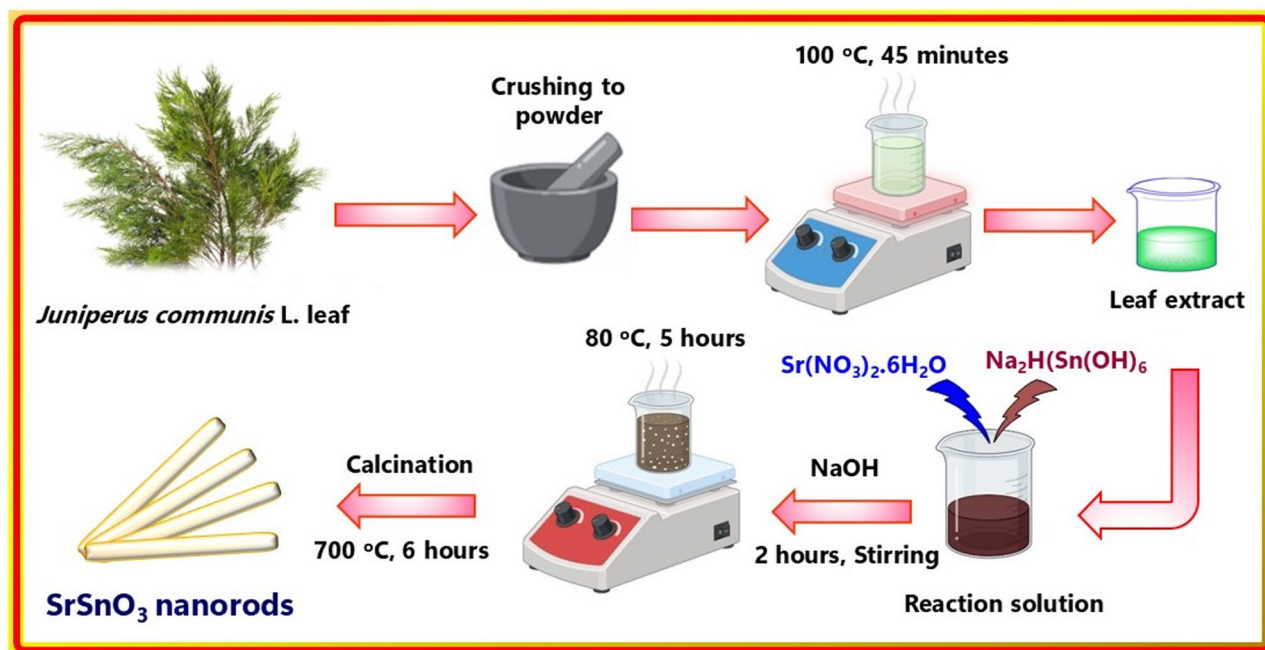 Juniperus communis L. leaf
Crushing to
powder
100 °C, 45 minutes
Leaf extract
Sr(NO₃)₂.6H₂O
Na₂H(Sn(OH)₆
Reaction solution
NaOH
2 hours, Stirring
80 °C, 5 hours
Calcination
700 °C, 6 hours
SrSnO₃ nanorods